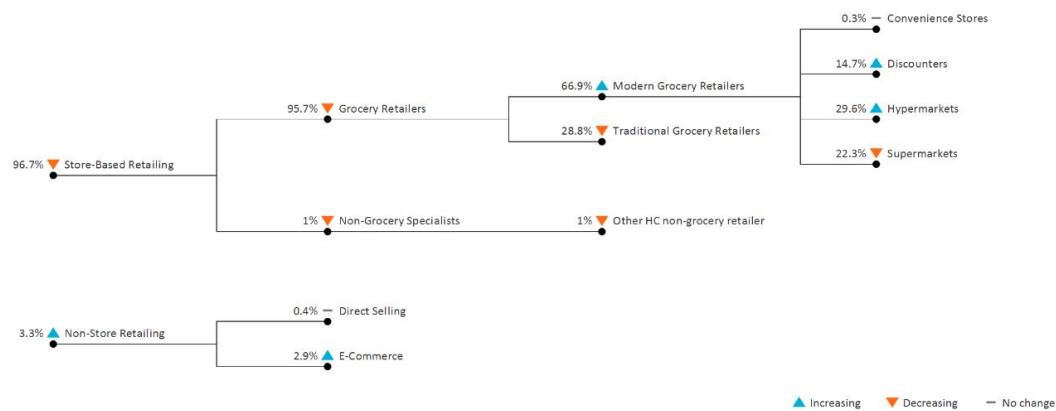 0.3% Convenience Stores
14.7% Discounters
66.9% Modern Grocery Retailers
95.7% Grocery Retailers
29.6% Hypermarkets
28.8% Traditional Grocery Retailers
22.3% Supermarkets
96.7% Store-Based Retailing
1% Non-Grocery Specialists
1% Other HC non-grocery retailer
0.4% Direct Selling
3.3% Non-Store Retailing
2.9% E-Commerce
Increasing Decreasing No change